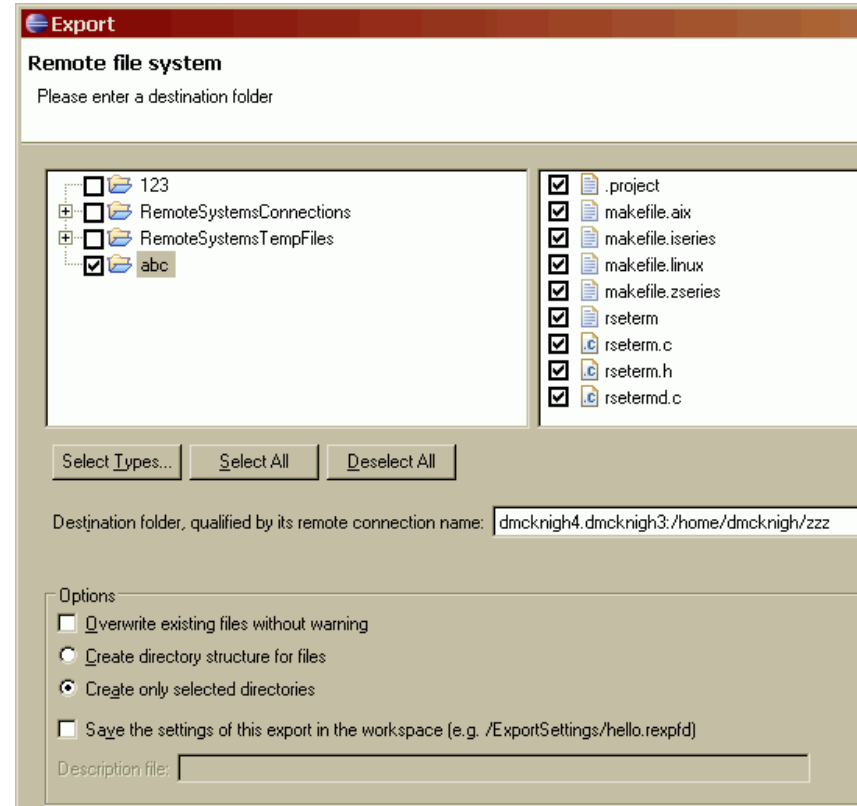 Export
Remote file system
Please enter a destination folder
123
RemoteSystemsConnections
RemoteSystemsTempFiles
abc
.project
makefile.aix
makefile.iseries
makefile.linux
makefile.zseries
rseterm
rseterm.c
rseterm.h
rsetermd.c
Select Types... Select All Deselect All
Destination folder, qualified by its remote connection name: dmcknigh4.dmcknigh3:/home/dmcknigh/zzz
Options
Overwrite existing files without warning
Create directory structure for files
Create only selected directories
Save the settings of this export in the workspace (e.g. /ExportSettings/hello.rexpfd)
Description file: